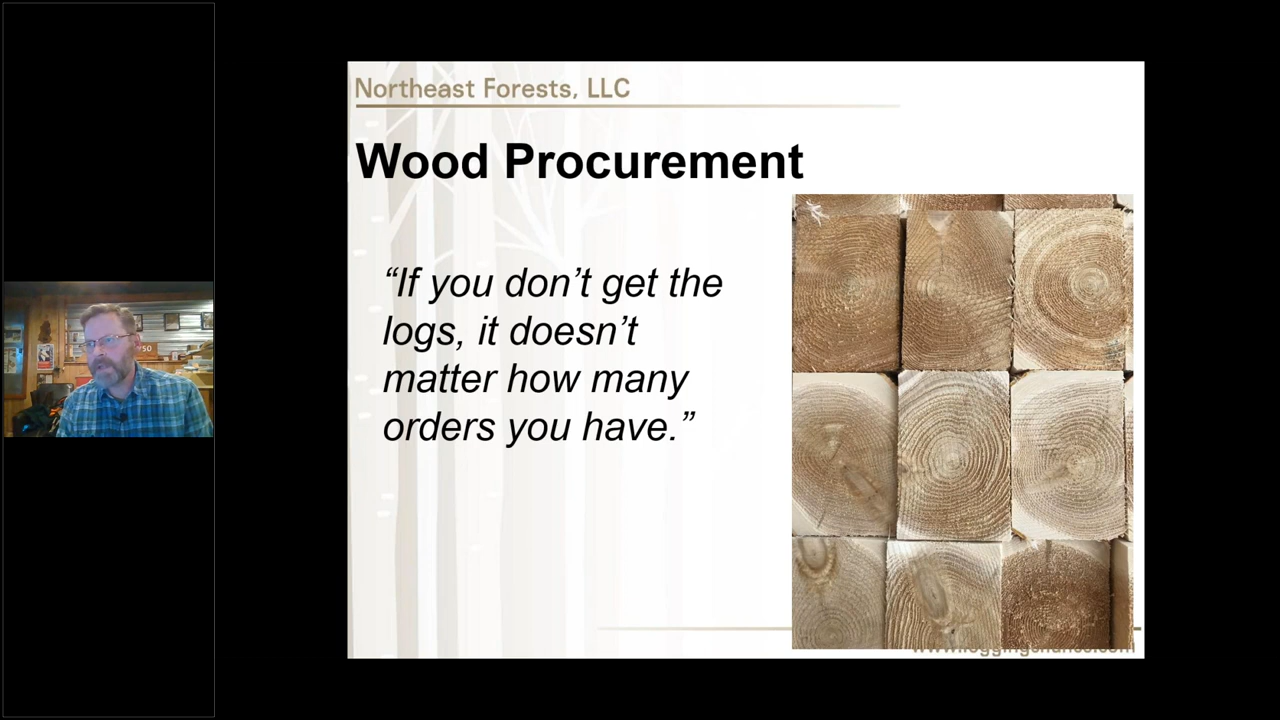 Northeast Forests, LLC
Wood Procurement
“If you don’t get the
logs, it doesn’t
matter how many
orders you have.”